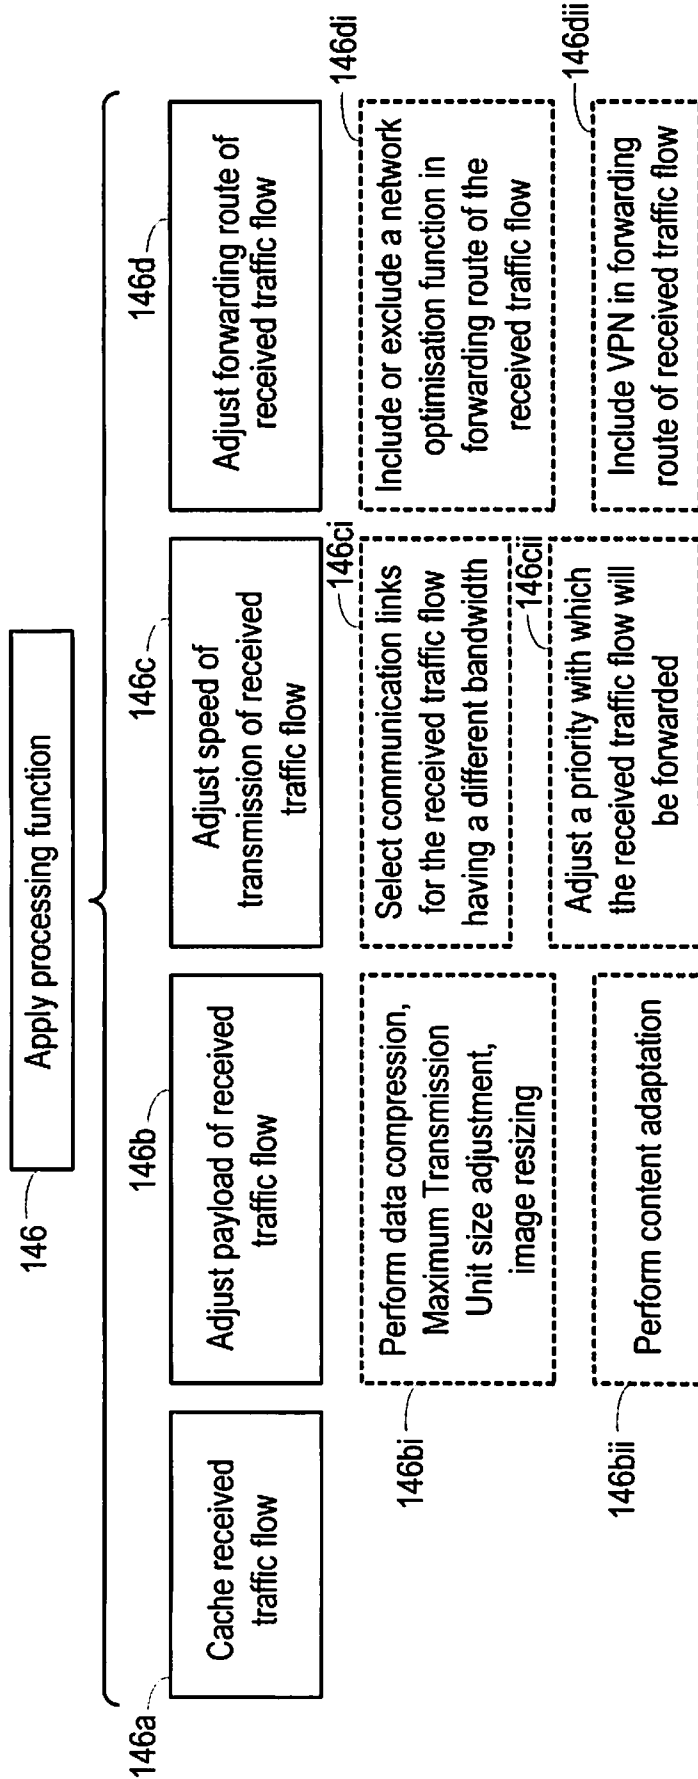 146
Apply processing function
146a
Cache received
traffic flow
146b
Adjust payload of received
traffic flow
146bi
Perform data compression,
Maximum Transmission
Unit size adjustment,
image resizing
146bii
Perform content adaptation
146c
Adjust speed of
transmission of received
traffic flow
146ci
Select communication links
for the received traffic flow
having a different bandwidth
146cii
Adjust a priority with which
the received traffic flow will
be forwarded
146d
Adjust forwarding route of
received traffic flow
146di
Include or exclude a network
optimisation function in
forwarding route of the
received traffic flow
146dii
Include VPN in forwarding
route of received traffic flow